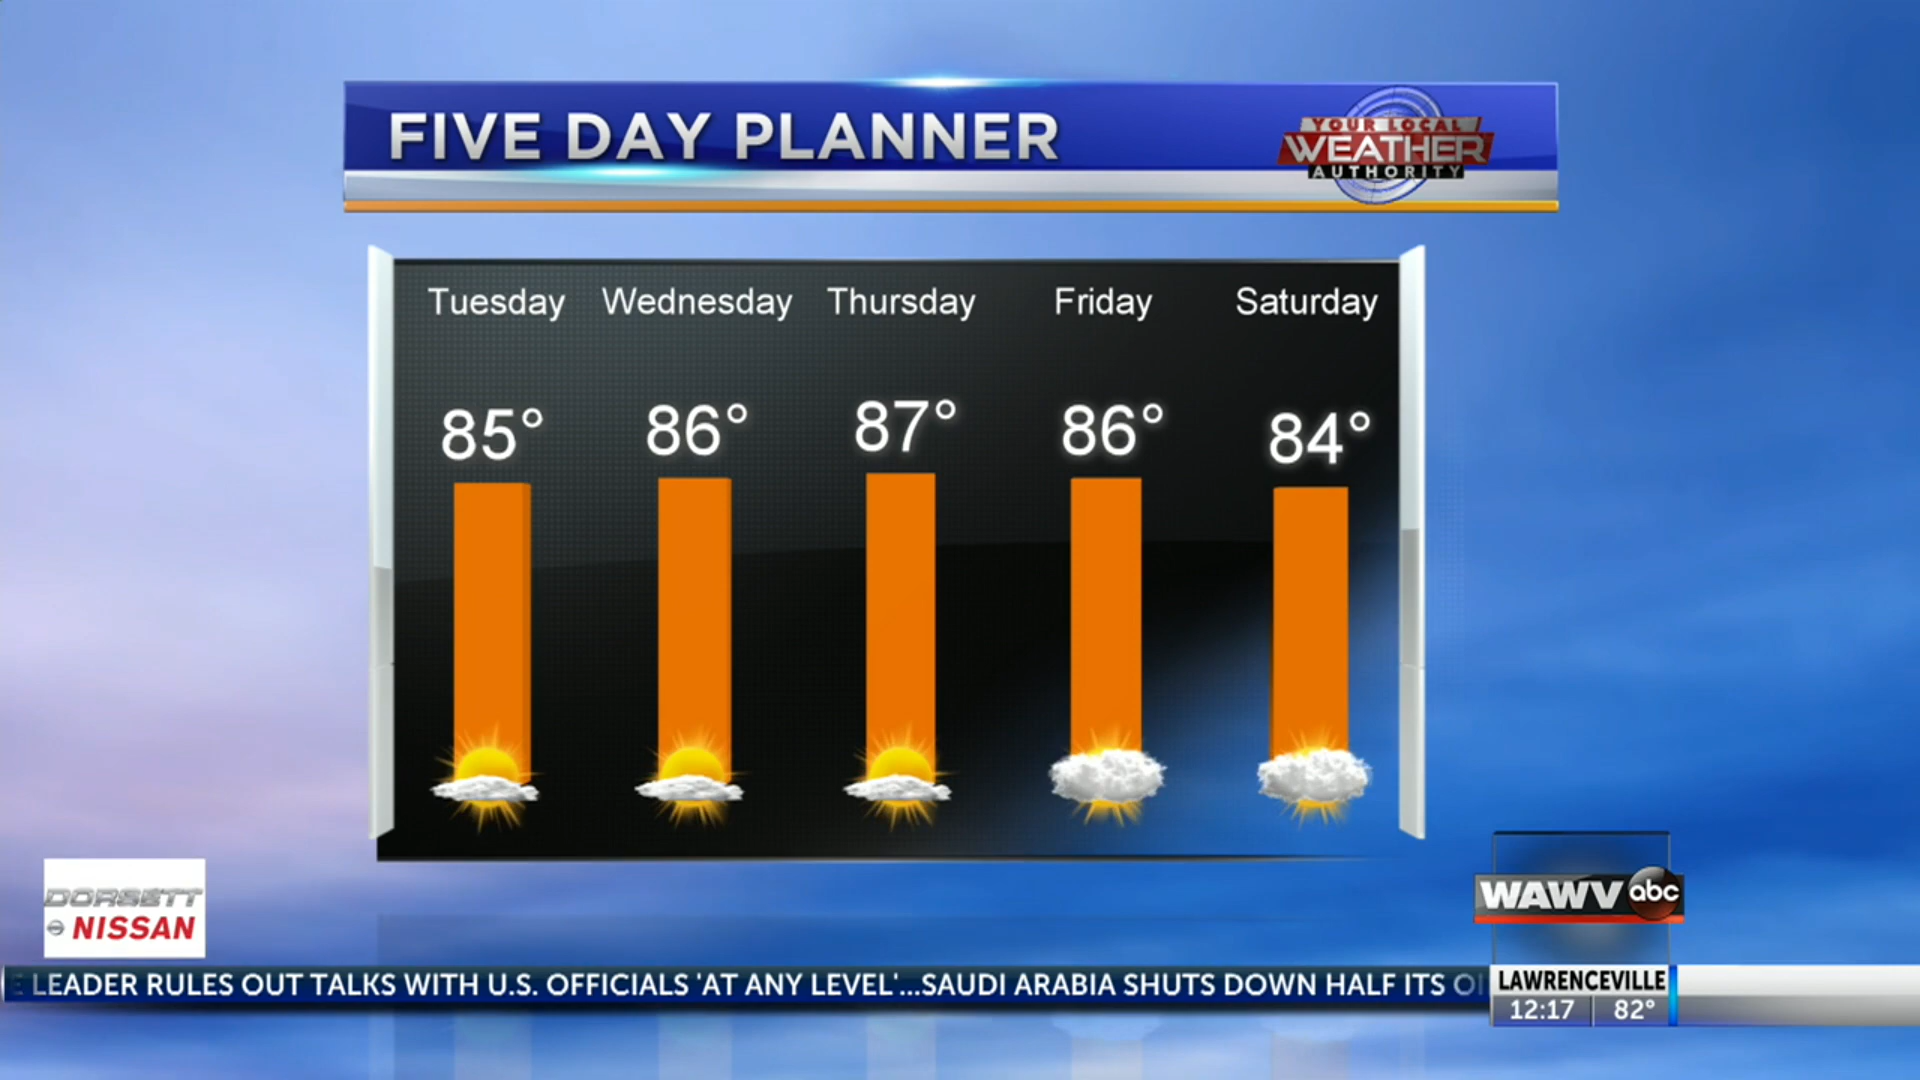 FIVE DAY PLANNER
YOUR LOCAL
WEATHER
AUTHORITY
Tuesday Wednesday Thursday Friday Saturday
85° 86° 87° 86° 84°
DORSETT
NISSAN
WAWV abc
LEADER RULES OUT TALKS WITH U.S. OFFICIALS 'AT ANY LEVEL'...SAUDI ARABIA SHUTS DOWN HALF ITS
LAWRENCEVILLE
12:17 82°